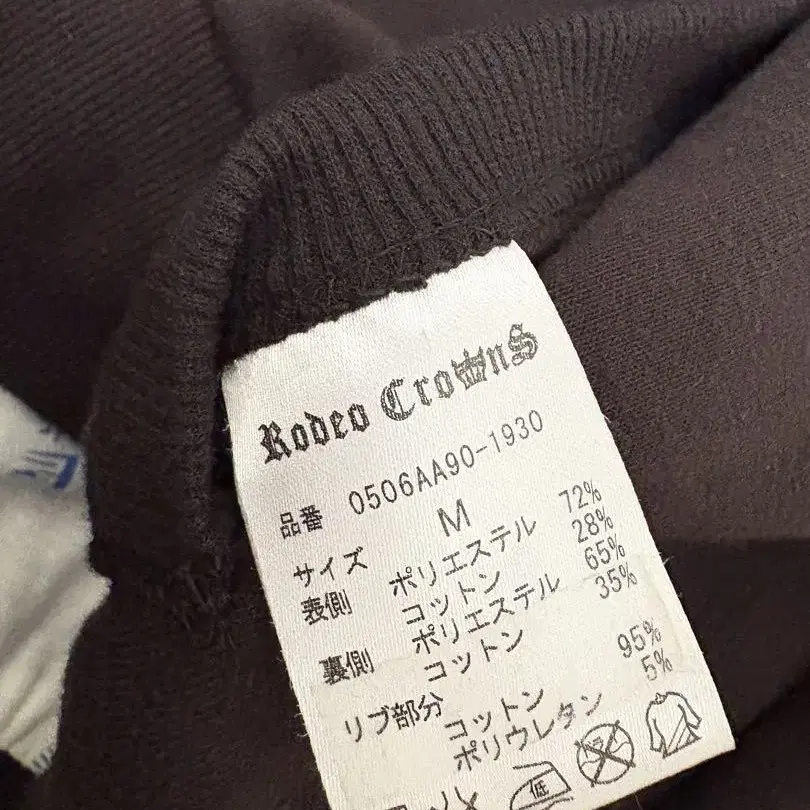 Rodeo Crowns
品番 0506AA90-1930
サイズ M
表側 ポリエステル 72%
コットン 28%
裏側 ポリエステル 65%
コットン 35%
リブ部分 コットン 95%
ポリウレタン 5%
低